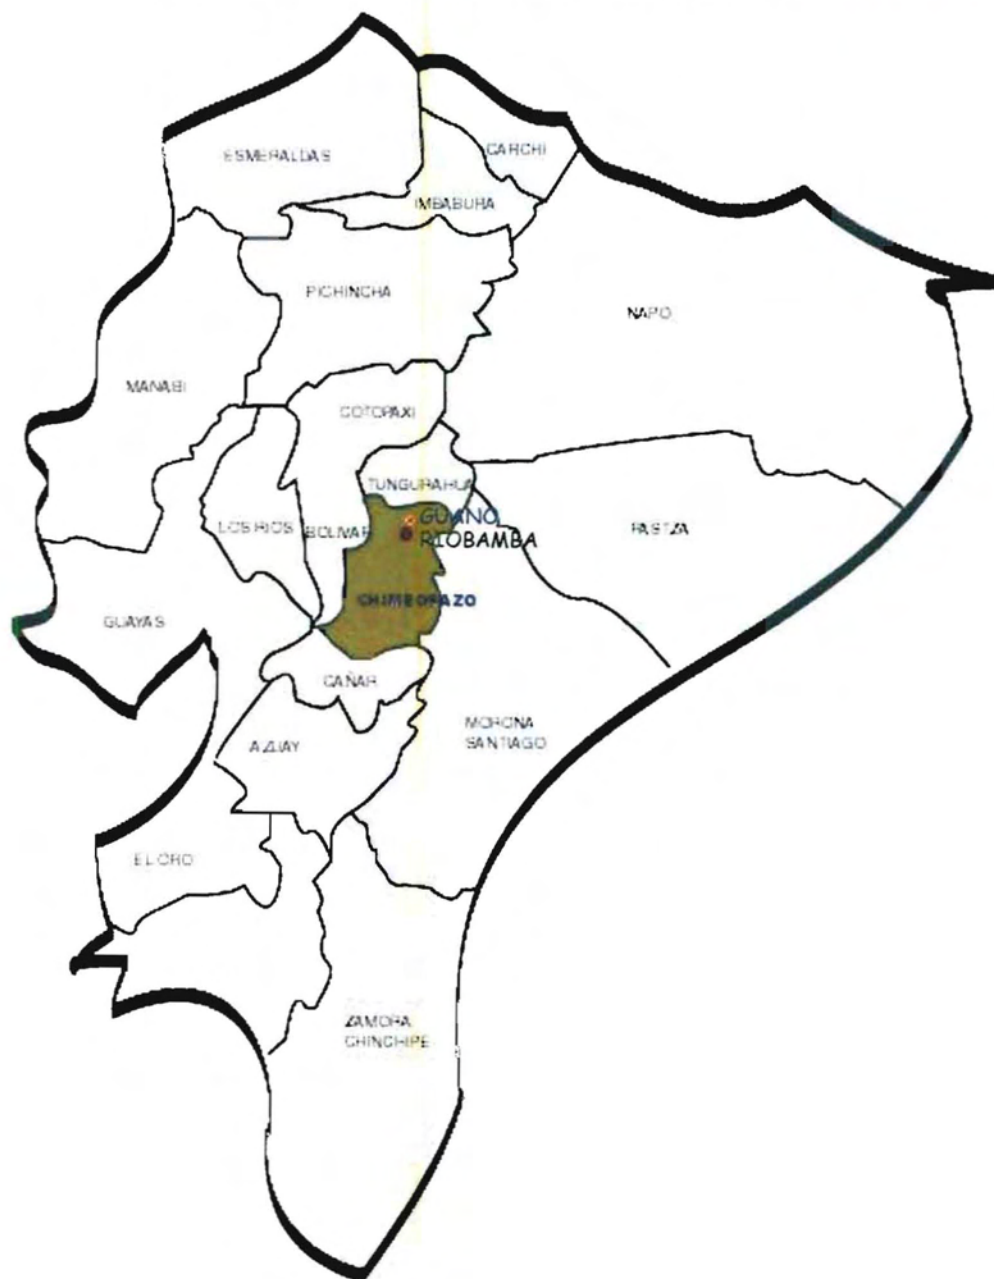 ESMERALDAS
CARCHI
IMBABURA
PICHINCHA
NAPO
MANABI
COTOPAXI
TUNGURAHUA
GUANO
LOS RIOS
BOLIVAR
RIOBAMBA
PASTZA
CHIMBORAZO
GUAYAS
CAÑAR
MORONA
SANTIAGO
AZUAY
EL ORO
ZAMORA
CHINCHIPE